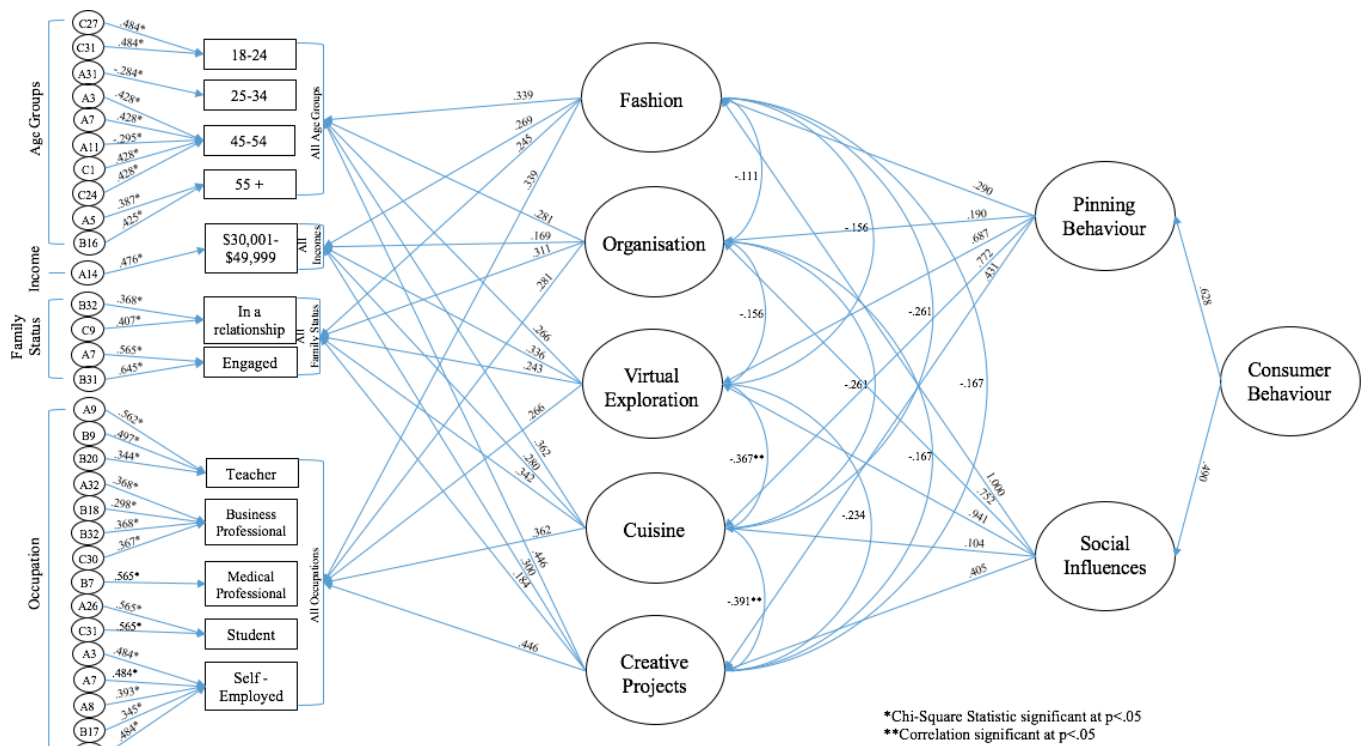 Age Groups
C27
.484*
C31
.484*
A31
-.284*
A3
.428*
A7
.428*
A11
-.295*
C1
.428*
C24
.428*
A5
.387*
B16
.425*
18-24
25-34
45-54
55 +
All Age Groups
Income
A14
.476*
$30,001-
$49,999
All
Incomes
Family
Status
B32
.368*
C9
.407*
A7
.565*
B31
.645*
In a
relationship
Engaged
All
Family Status
Occupation
A9
.562*
B9
.497*
B20
.344*
A32
.368*
B18
.298*
B32
.368*
C30
.367*
B7
.565*
A26
.565*
C31
.565*
A3
.484*
A7
.484*
A8
.393*
B17
.345*
.484*
Teacher
Business
Professional
Medical
Professional
Student
Self -
Employed
All Occupations
.339
.269
.245
.339
.281
.169
.311
.281
.266
.336
.243
.266
.362
.280
.342
.362
.446
.300
.184
.446
Fashion
Organisation
Virtual
Exploration
Cuisine
Creative
Projects
-.111
-.156
-.156
-.261
-.261
-.167
-.167
-.367**
-.234
-.391**
.290
.190
.687
.772
.431
1.000
.752
.941
.104
.405
Pinning
Behaviour
Social
Influences
.628
.490
Consumer
Behaviour
*Chi-Square Statistic significant at p<.05
**Correlation significant at p<.05